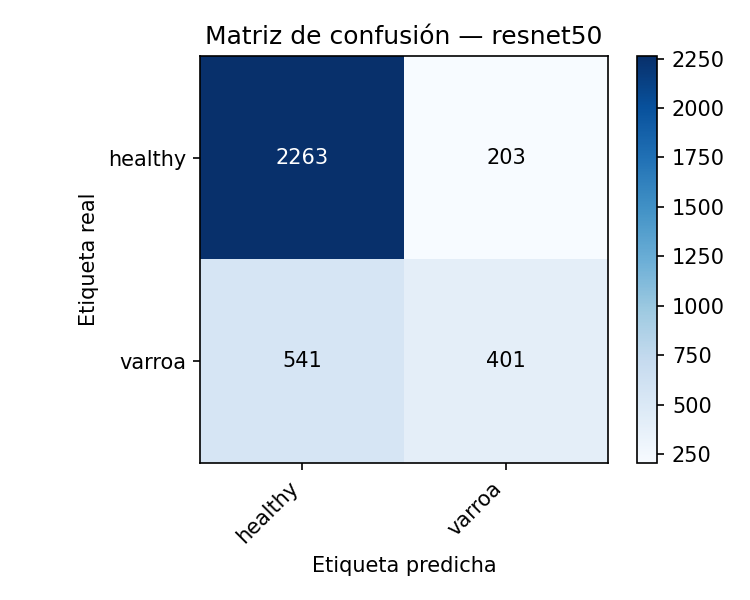 Matriz de confusión — resnet50
Etiqueta real
healthy
varroa
2263
203
541
401
healthy
varroa
Etiqueta predicha
2250
2000
1750
1500
1250
1000
750
500
250